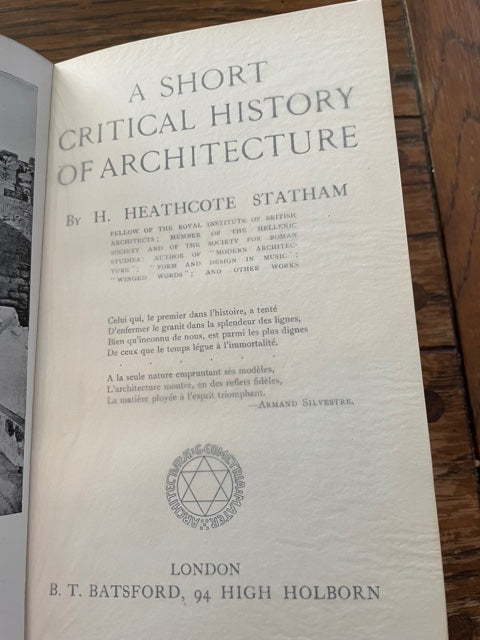 A SHORT
CRITICAL HISTORY
OF ARCHITECTURE
By H. HEATHCOTE STATHAM
FELLOW OF THE ROYAL INSTITUTE OF BRITISH
ARCHITECTS; MEMBER OF THE HELLENIC
SOCIETY AND OF THE SOCIETY FOR ROMAN
STUDIES: AUTHOR OF "MODERN ARCHITEC-
TURE"; "FORM AND DESIGN IN MUSIC";
"WINGED WORDS"; AND OTHER WORKS
Celui qui, le premier dans l'histoire, a tenté
D'enfermer le granit dans la splendeur des lignes,
Bien qu'inconnu de nous, est parmi les plus dignes
De ceux que le temps lègue à l'immortalité.
. . . . . .
A la seule nature empruntant ses modèles,
L'architecture montre, en des reflets fidèles,
La matière ployée à l'esprit triomphant.
—ARMAND SILVESTRE.
ARCHITECTURÆ: GEOMETRIA: MATER:
LONDON
B. T. BATSFORD, 94 HIGH HOLBORN